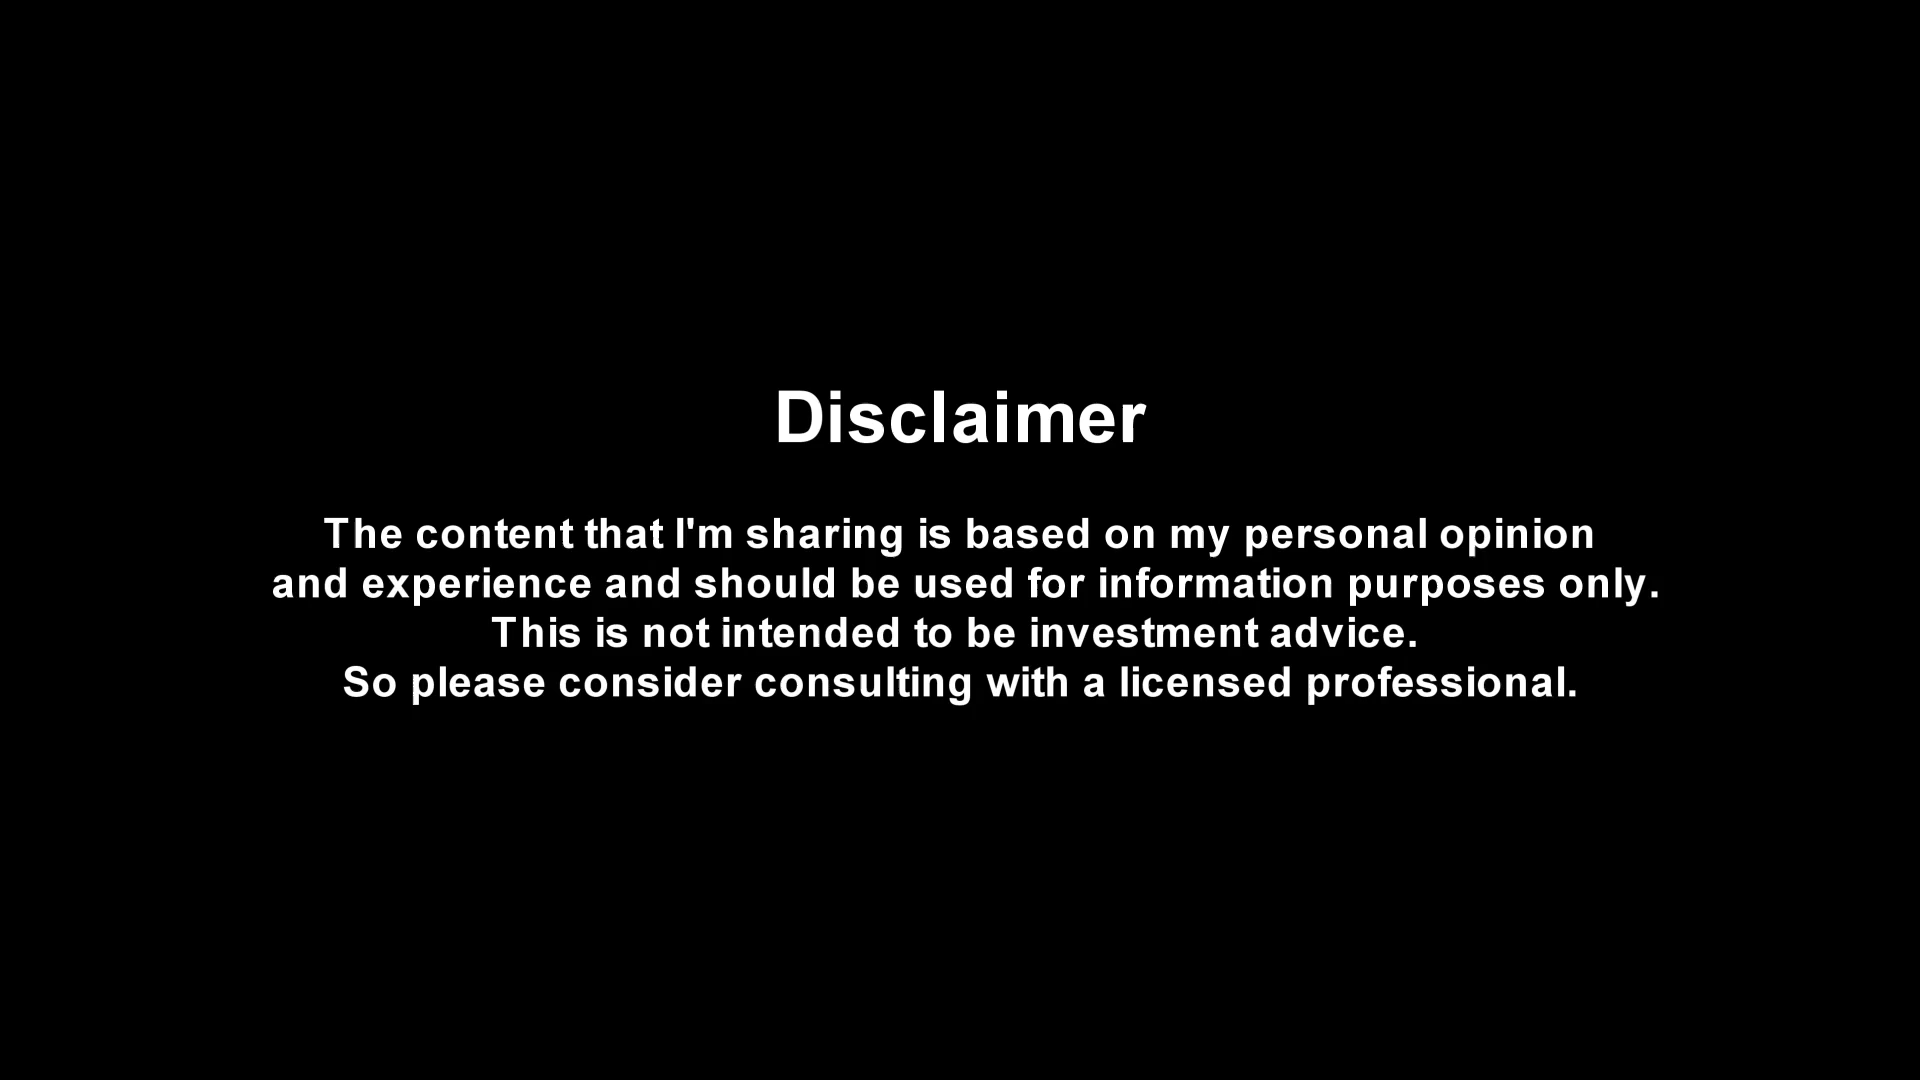 Disclaimer
The content that I'm sharing is based on my personal opinion
and experience and should be used for information purposes only.
This is not intended to be investment advice.
So please consider consulting with a licensed professional.